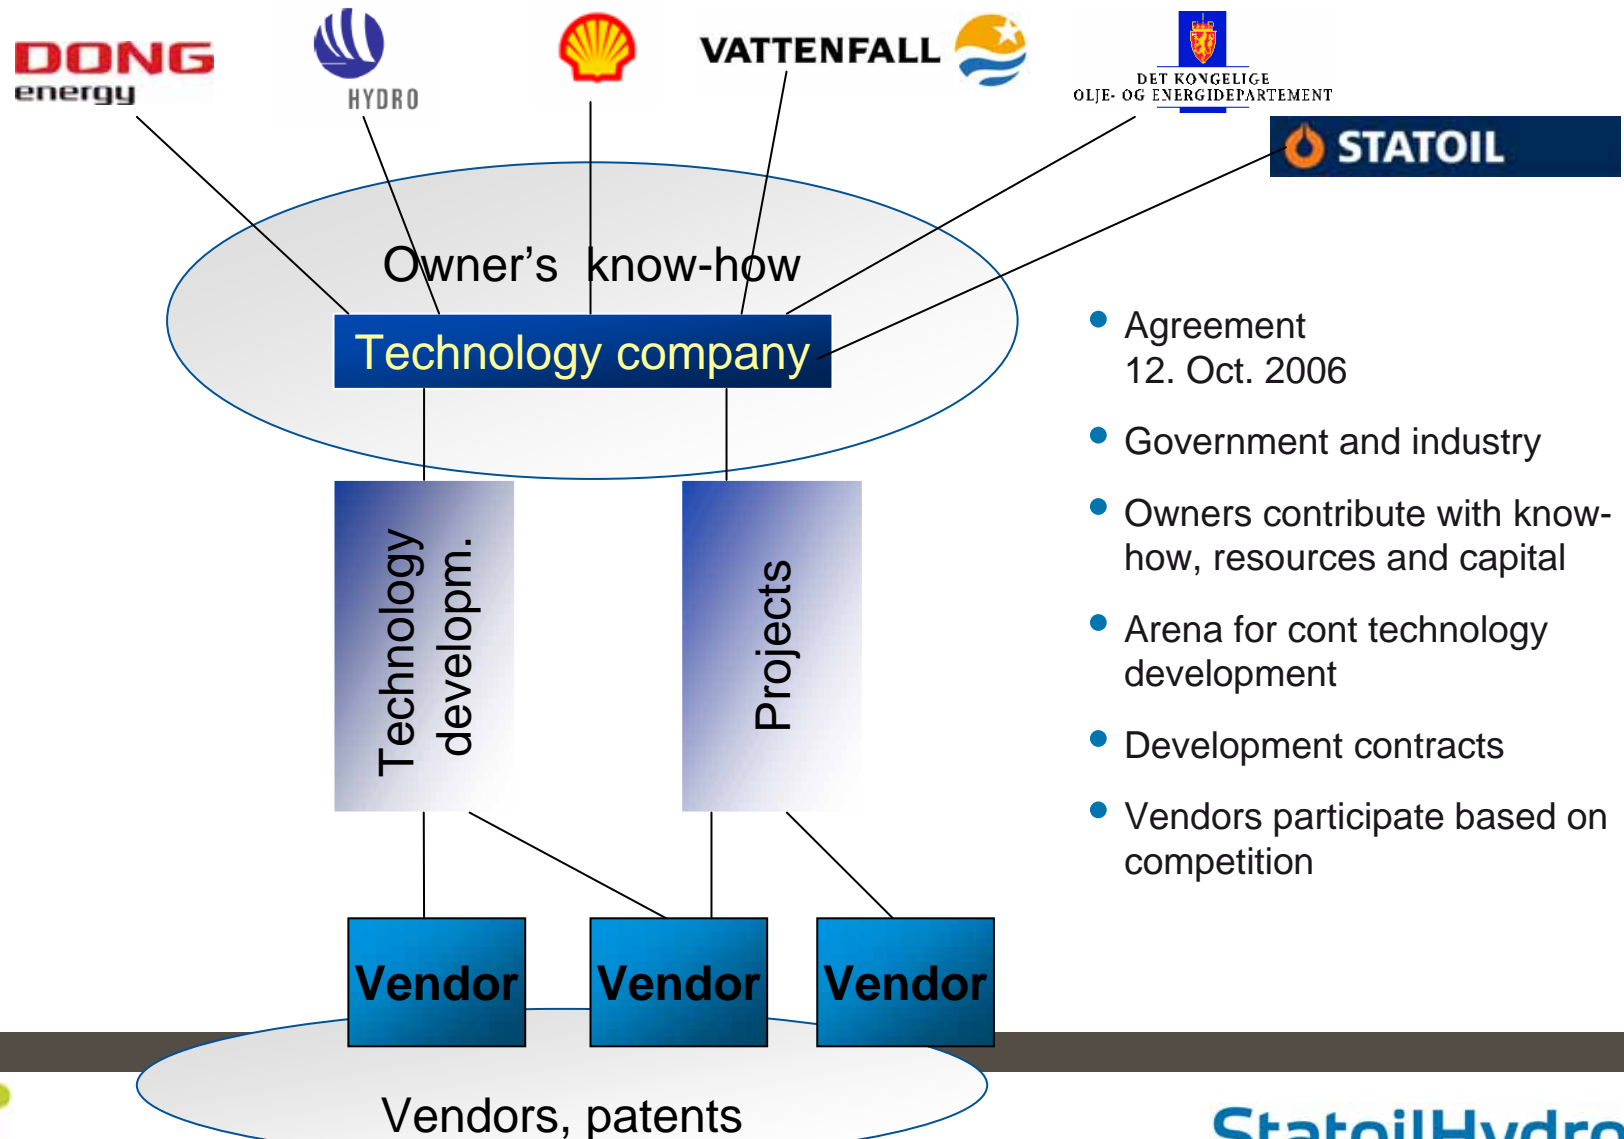 DONG
energy
HYDRO
VATTENFALL
DET KONGELIGE
OLJE- OG ENERGIDEPARTEMENT
STATOIL
Owner's know-how
Technology company
Technology
developm.
Projects
Vendor
Vendor
Vendor
Vendors, patents
Agreement
12. Oct. 2006
Government and industry
Owners contribute with know-
how, resources and capital
Arena for cont technology
development
Development contracts
Vendors participate based on
competition
StatoilHydro